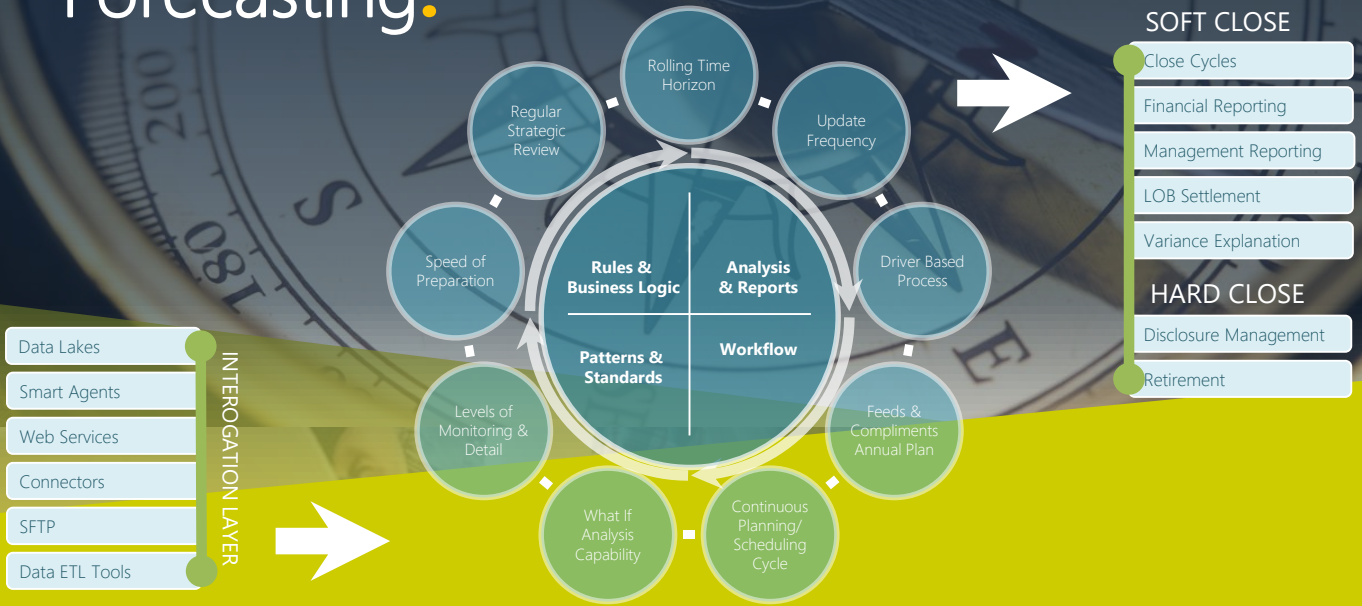 Forecasting.
SOFT CLOSE
Close Cycles
Financial Reporting
Management Reporting
LOB Settlement
Variance Explanation
HARD CLOSE
Disclosure Management
Retirement
Rolling Time
Horizon
Update
Frequency
Driver Based
Process
Feeds &
Compliments
Annual Plan
Continuous
Planning/
Scheduling
Cycle
What If
Analysis
Capability
Levels of
Monitoring &
Detail
Speed of
Preparation
Regular
Strategic
Review
Rules &
Business Logic
Analysis
& Reports
Patterns &
Standards
Workflow
Data Lakes
Smart Agents
Web Services
Connectors
SFTP
Data ETL Tools
INTEROGATION LAYER
200
180
S